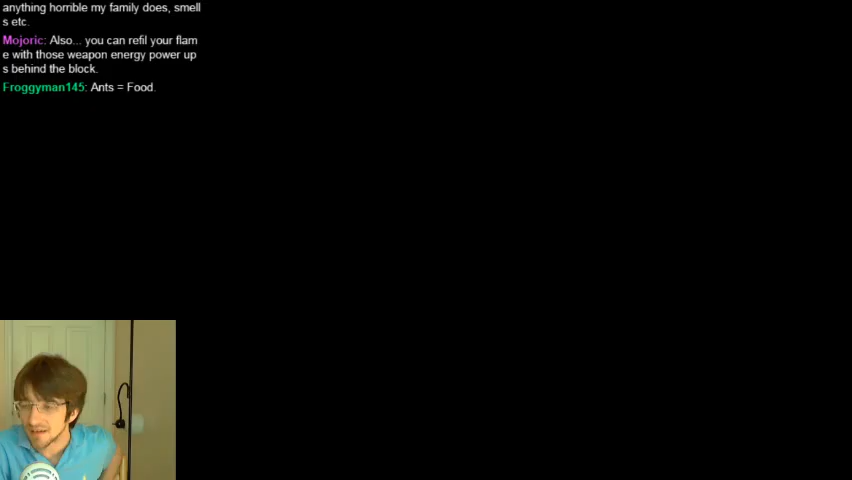 anything horrible my family does, smell
s etc.
Mojoric: Also... you can refil your flam
e with those weapon energy power up
s behind the block.
Froggyman145: Ants = Food.